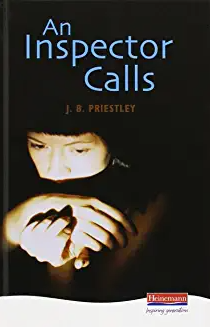 An
Inspector
Calls
J. B. PRIESTLEY
Heinemann
Inspiring generations